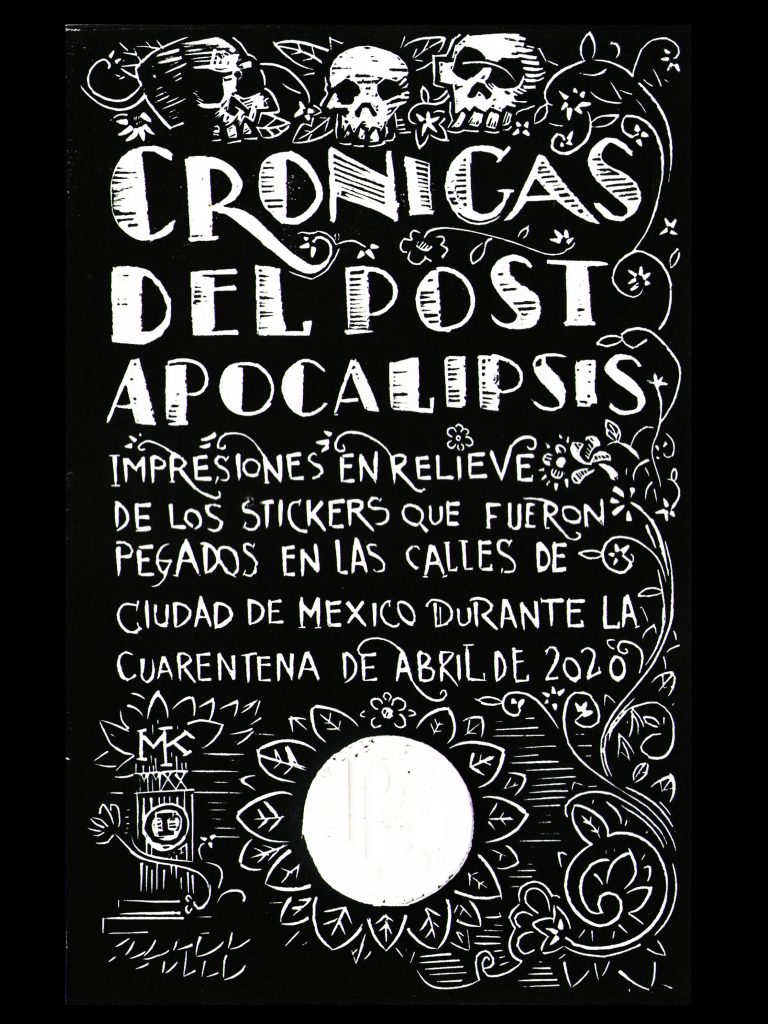 CRONICAS
DEL POST
APOCALIPSIS
IMPRESIONES EN RELIEVE
DE LOS STICKERS QUE FUERON
PEGADOS EN LAS CALLES DE
CIUDAD DE MEXICO DURANTE LA
CUARENTENA DE ABRIL DE 2020